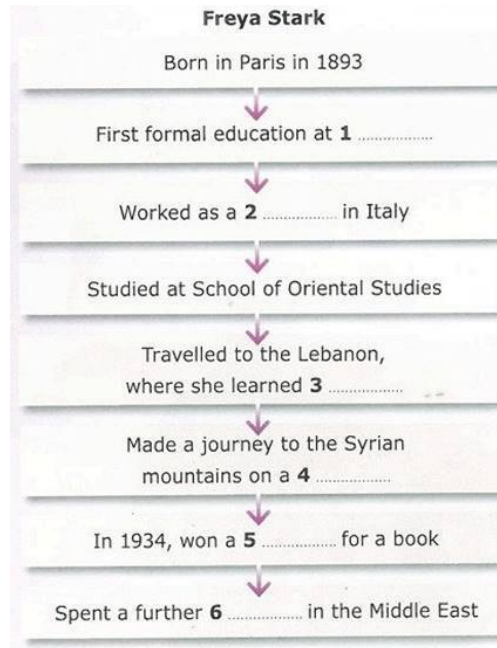 Freya Stark
Born in Paris in 1893
First formal education at 1 ..................
Worked as a 2 .................. in Italy
Studied at School of Oriental Studies
Travelled to the Lebanon,
where she learned 3 ..................
Made a journey to the Syrian
mountains on a 4 ..................
In 1934, won a 5 .................. for a book
Spent a further 6 .................. in the Middle East